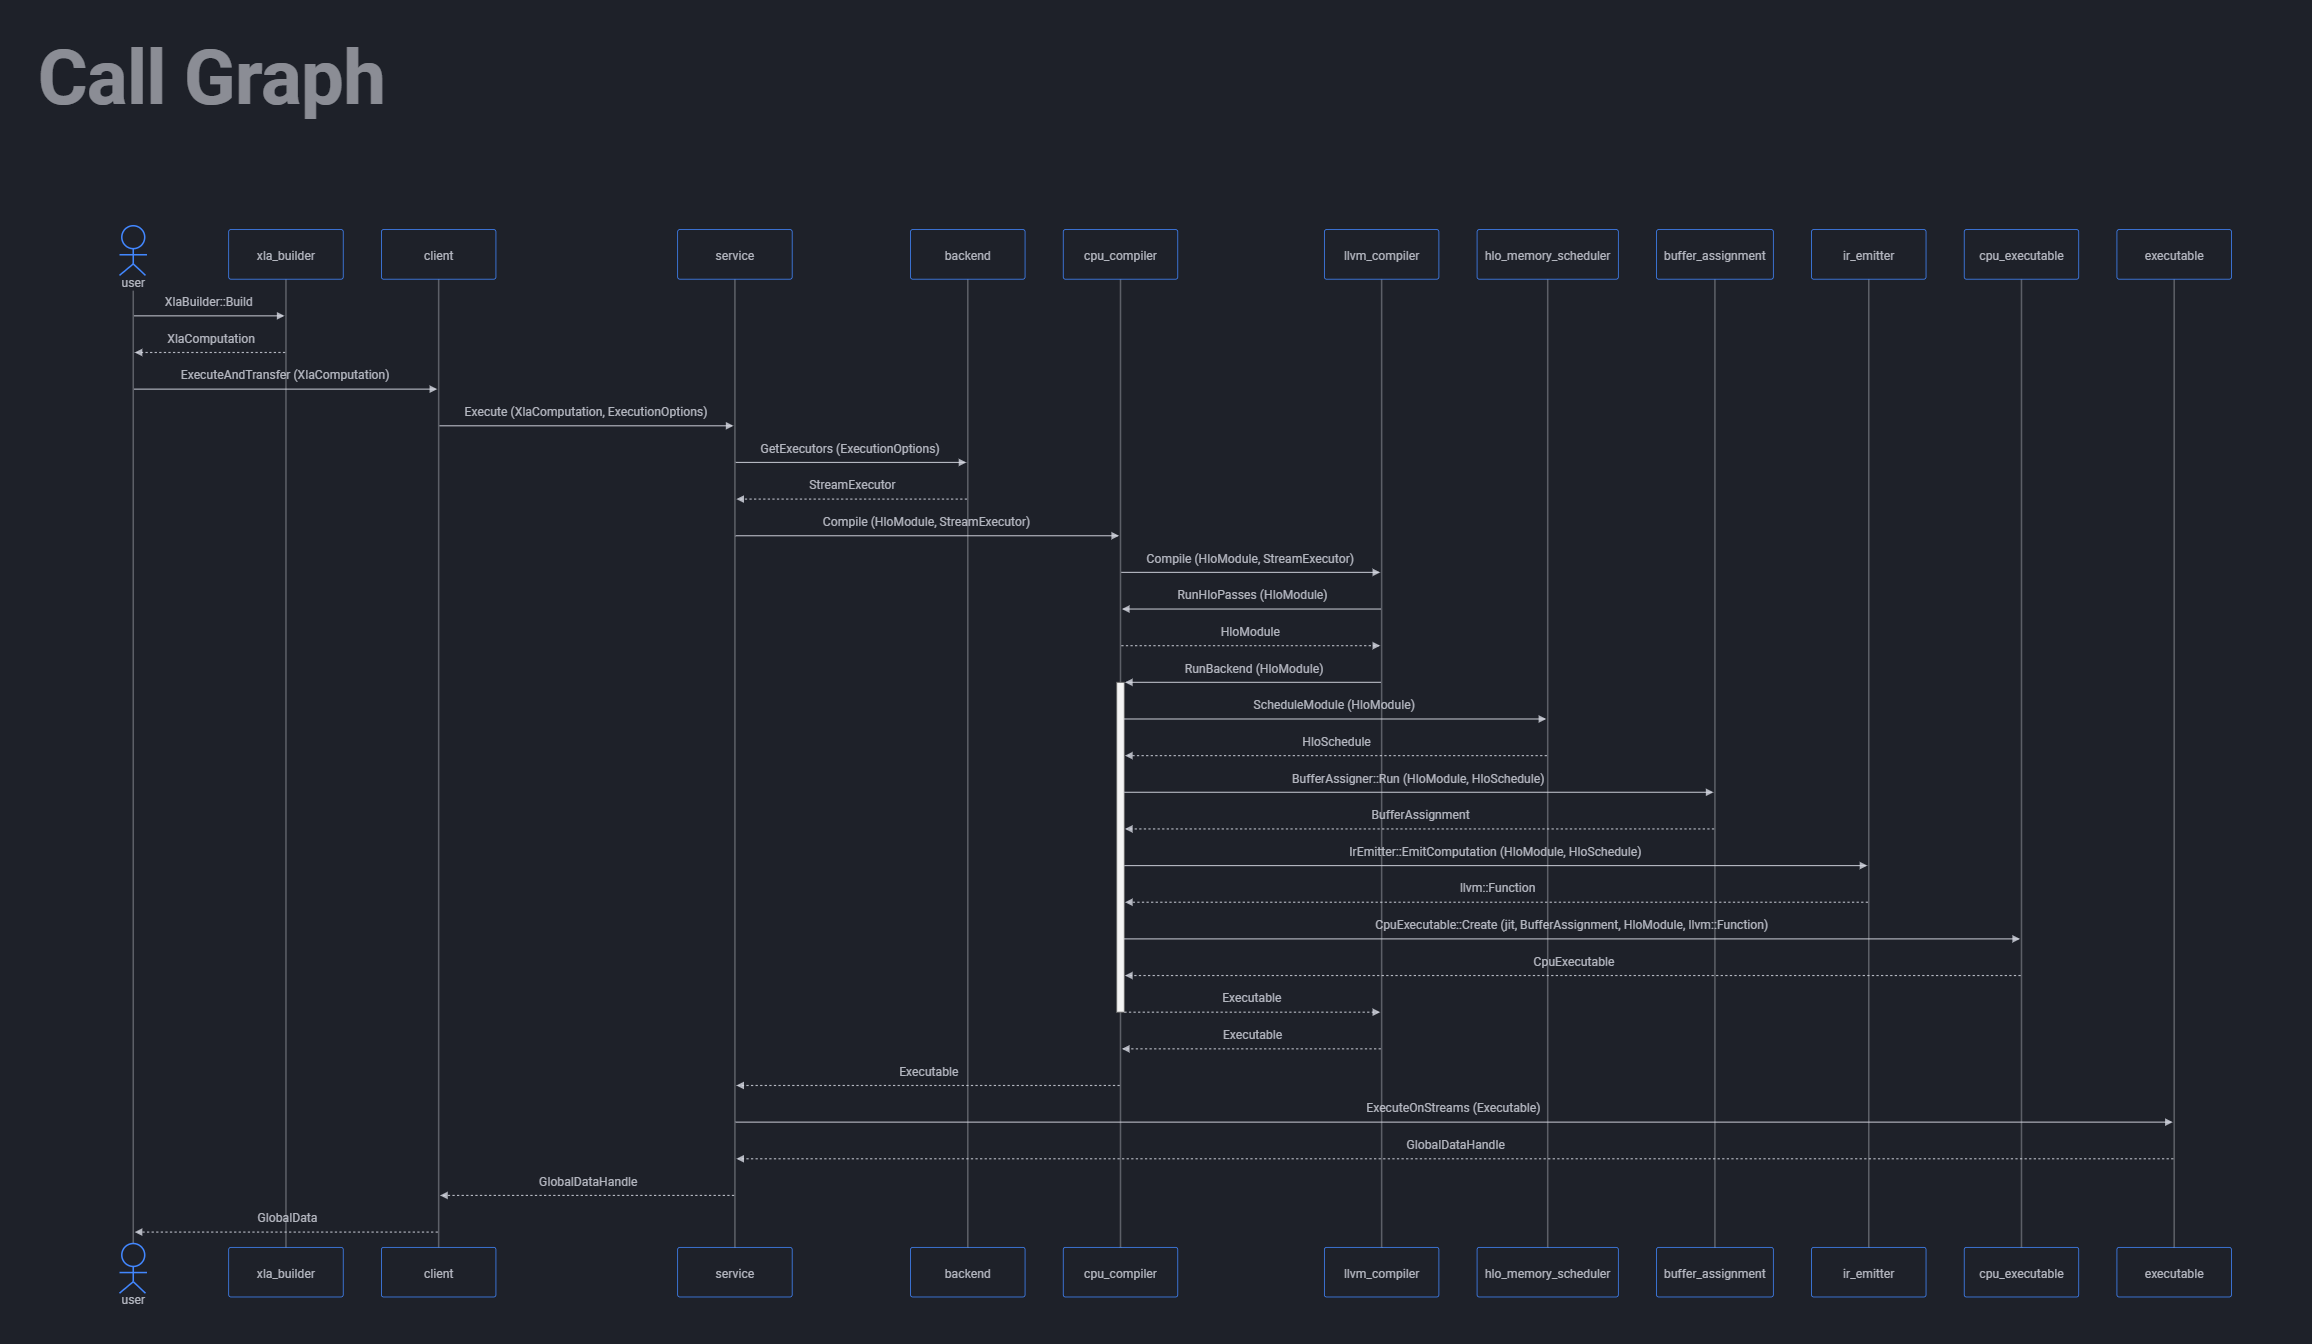 Call Graph
user
xla_builder
client
service
backend
cpu_compiler
llvm_compiler
hlo_memory_scheduler
buffer_assignment
ir_emitter
cpu_executable
executable
XlaBuilder::Build
XlaComputation
ExecuteAndTransfer (XlaComputation)
Execute (XlaComputation, ExecutionOptions)
GetExecutors (ExecutionOptions)
StreamExecutor
Compile (HloModule, StreamExecutor)
Compile (HloModule, StreamExecutor)
RunHloPasses (HloModule)
HloModule
RunBackend (HloModule)
ScheduleModule (HloModule)
HloSchedule
BufferAssigner::Run (HloModule, HloSchedule)
BufferAssignment
IrEmitter::EmitComputation (HloModule, HloSchedule)
llvm::Function
CpuExecutable::Create (jit, BufferAssignment, HloModule, llvm::Function)
CpuExecutable
Executable
Executable
Executable
ExecuteOnStreams (Executable)
GlobalDataHandle
GlobalDataHandle
GlobalData
user
xla_builder
client
service
backend
cpu_compiler
llvm_compiler
hlo_memory_scheduler
buffer_assignment
ir_emitter
cpu_executable
executable